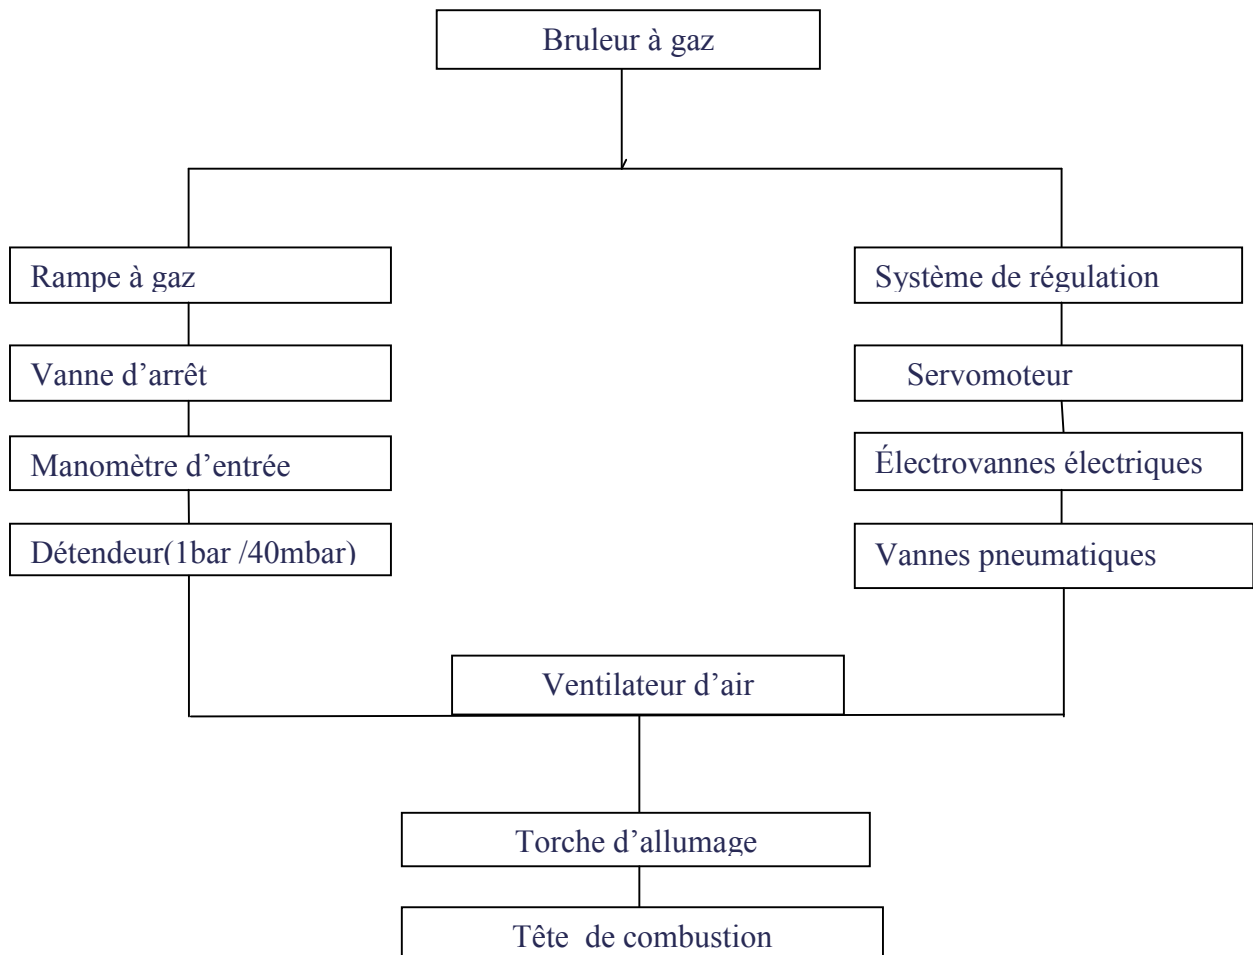 Bruleur à gaz
Rampe à gaz
Système de régulation
Vanne d’arrêt
Servomoteur
Manomètre d’entrée
Électrovannes électriques
Détendeur(1bar /40mbar)
Vannes pneumatiques
Ventilateur d’air
Torche d’allumage
Tête de combustion